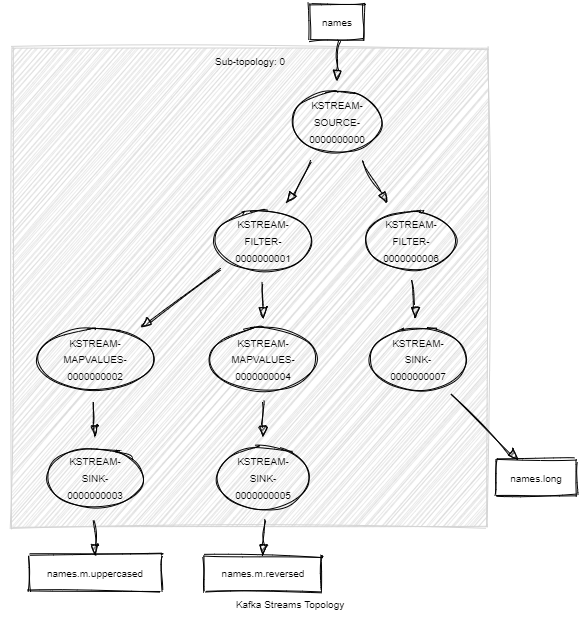 names
Sub-topology: 0
KSTREAM-
SOURCE-
0000000000
KSTREAM-
FILTER-
0000000001
KSTREAM-
FILTER-
0000000006
KSTREAM-
MAPVALUES-
0000000002
KSTREAM-
MAPVALUES-
0000000004
KSTREAM-
SINK-
0000000007
KSTREAM-
SINK-
0000000003
KSTREAM-
SINK-
0000000005
names.long
names.m.uppercased
names.m.reversed
Kafka Streams Topology